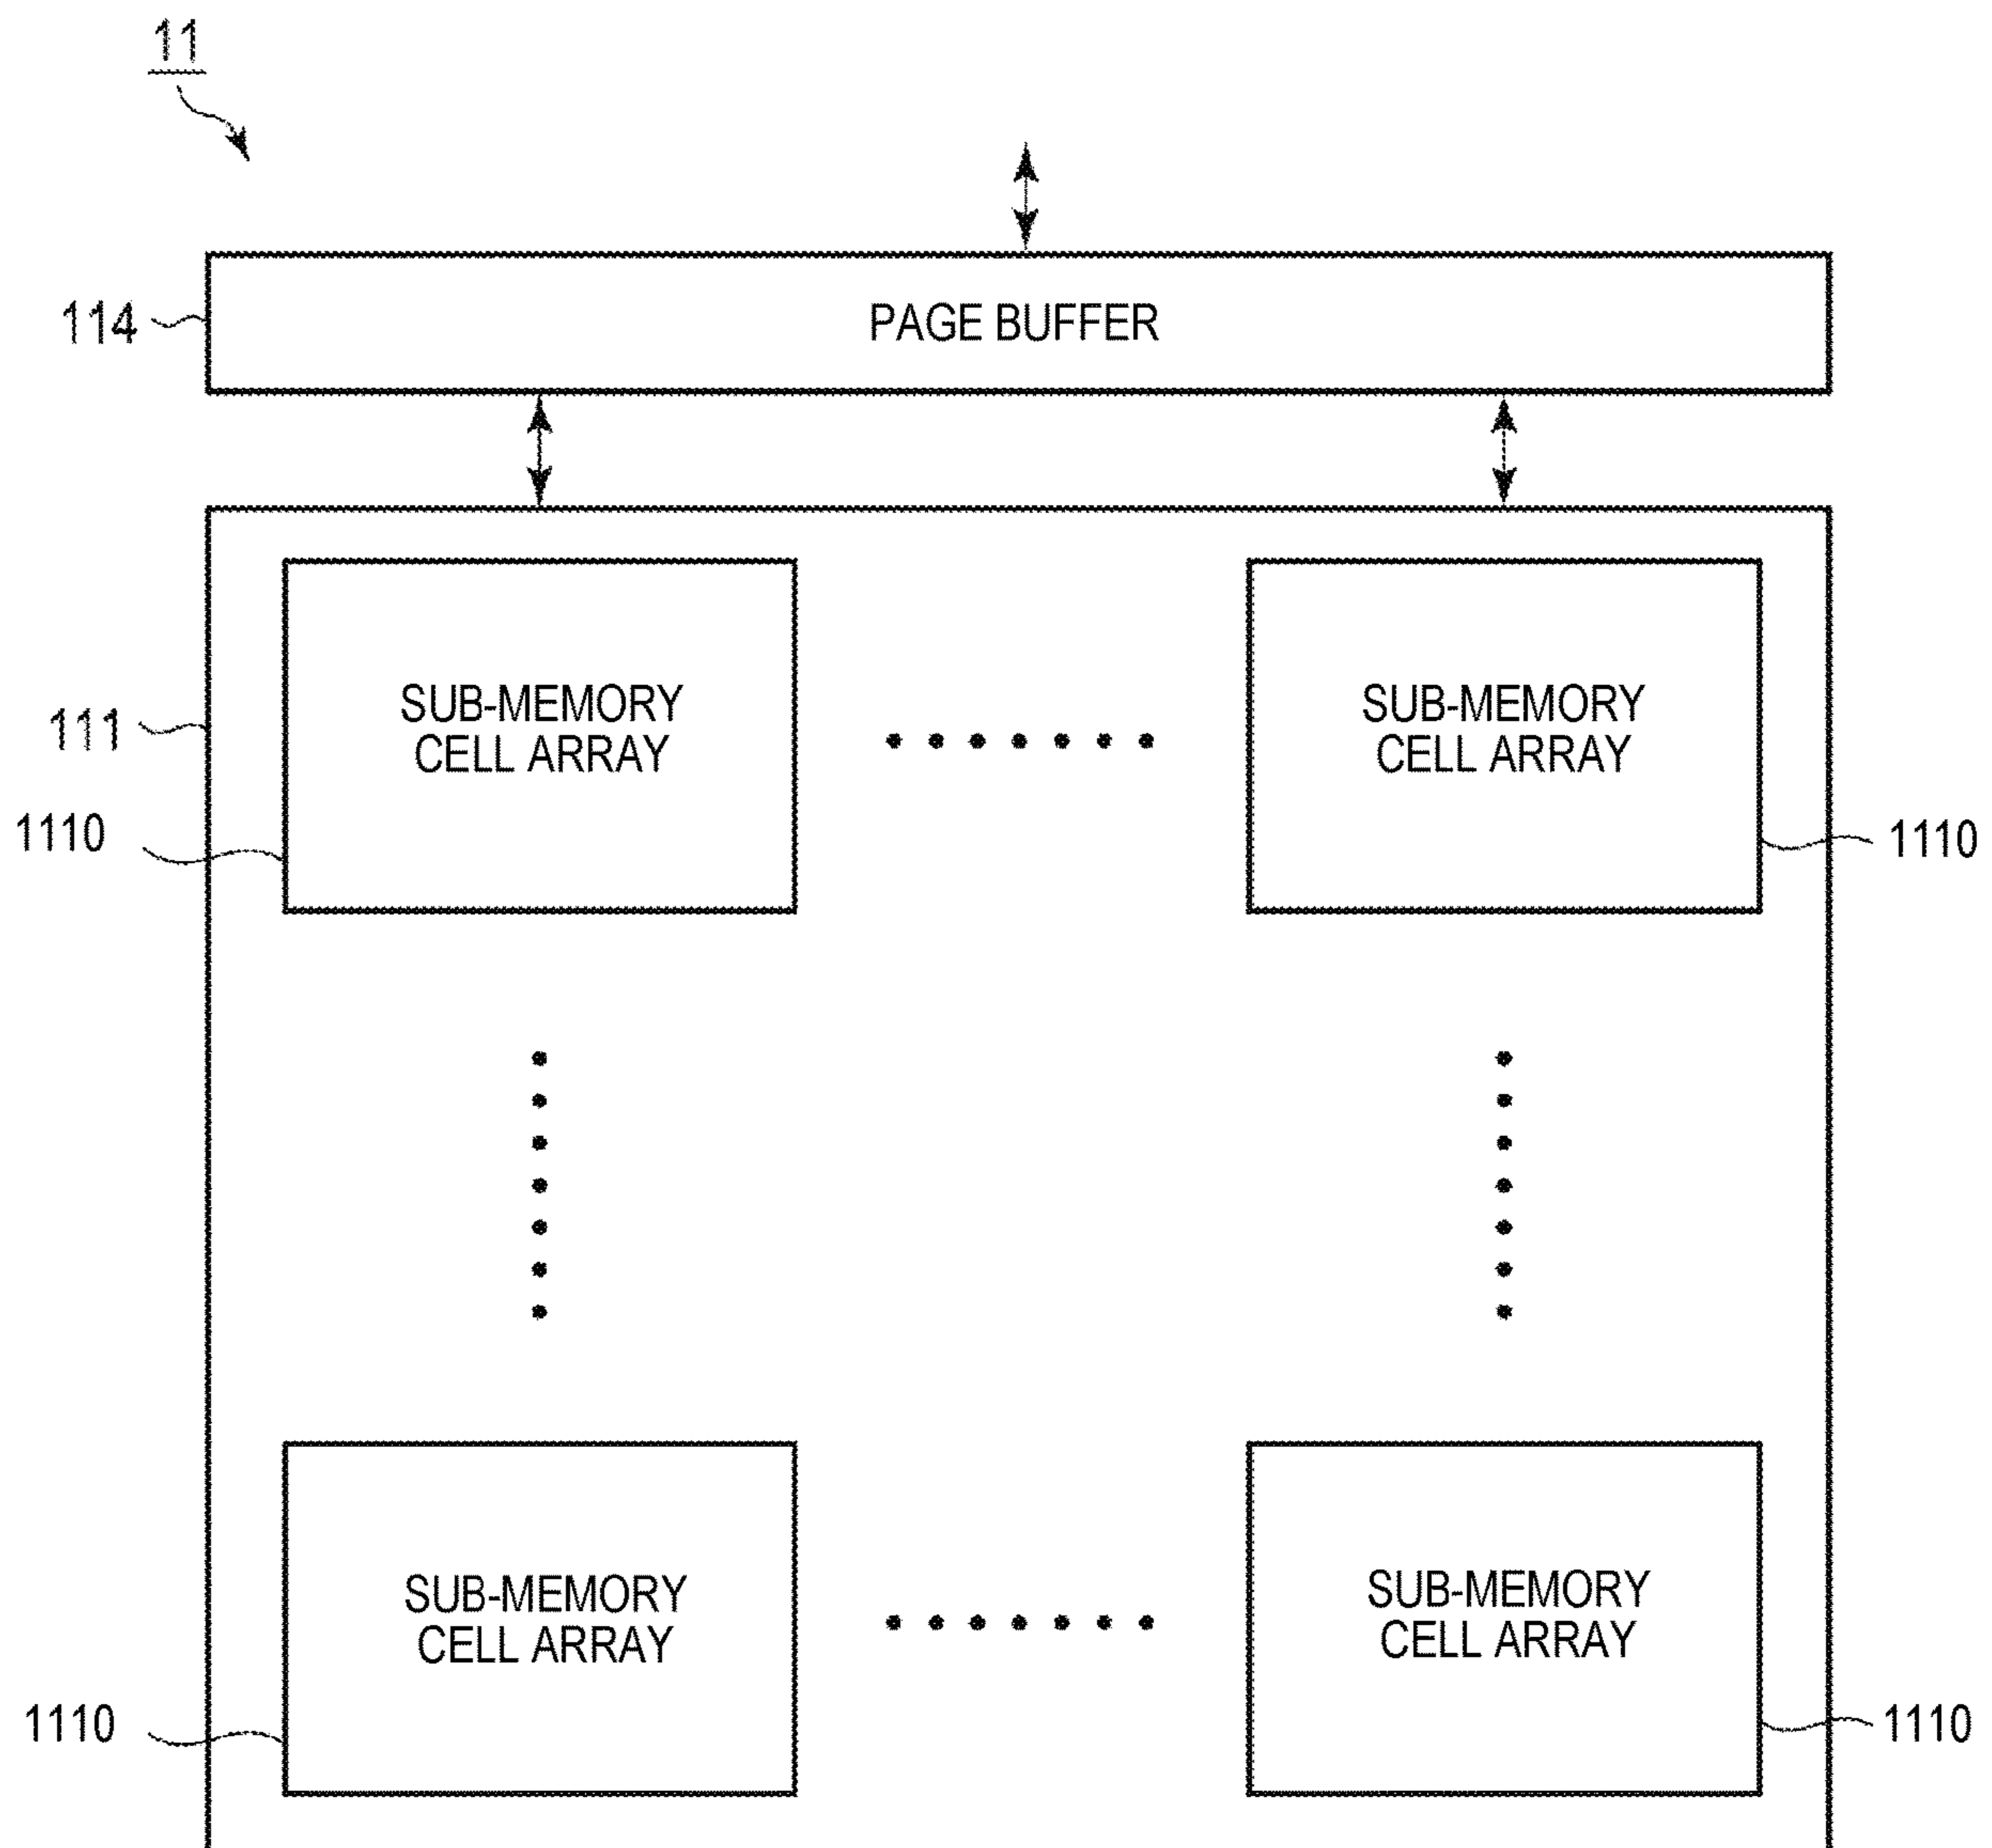 11
114
PAGE BUFFER
111
SUB-MEMORY
CELL ARRAY
SUB-MEMORY
CELL ARRAY
1110
1110
SUB-MEMORY
CELL ARRAY
SUB-MEMORY
CELL ARRAY
1110
1110